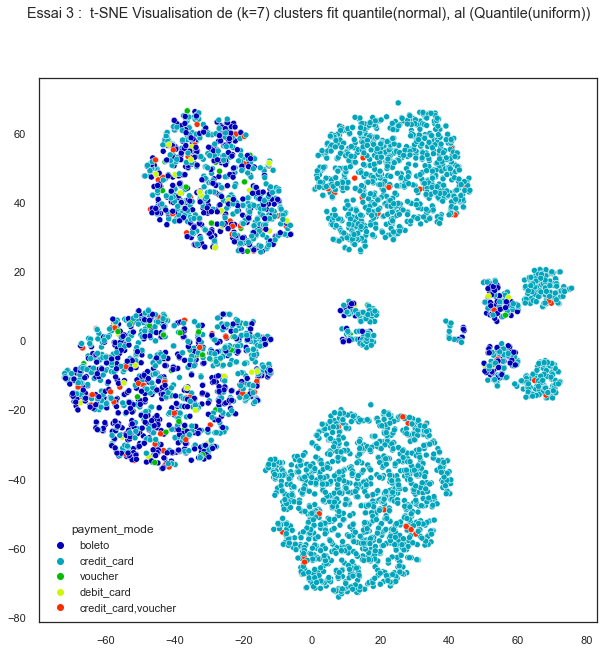 Essai 3 :  t-SNE Visualisation de (k=7) clusters fit quantile(normal), al (Quantile(uniform))
60
40
20
0
−20
−40
−60
−80
payment_mode
boleto
credit_card
voucher
debit_card
credit_card,voucher
−60 −40 −20 0 20 40 60 80